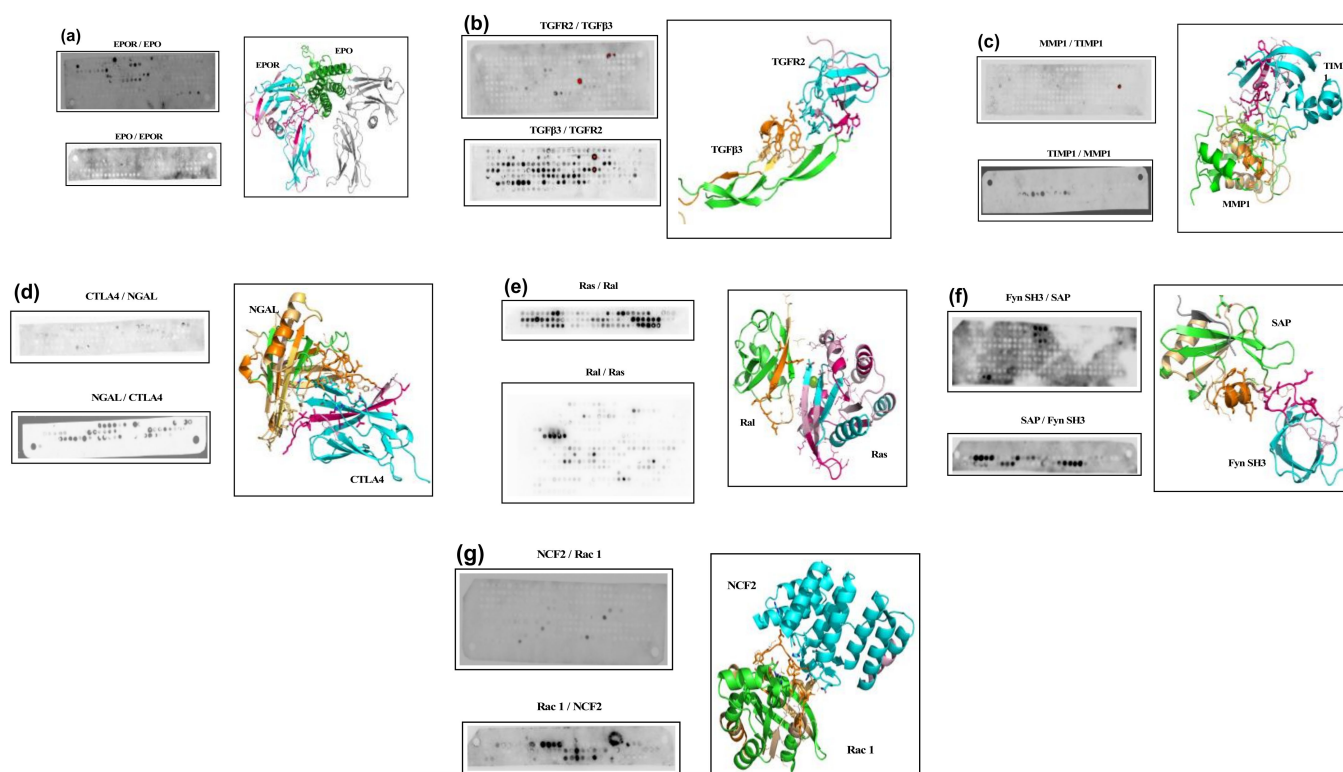 (a)
EPOR / EPO
EPO / EPOR
EPO
EPOR
(b)
TGFR2 / TGFβ3
TGFβ3 / TGFR2
TGFR2
TGFβ3
(c)
MMP1 / TIMP1
TIMP1 / MMP1
TIM
1
MMP1
(d)
CTLA4 / NGAL
NGAL / CTLA4
NGAL
CTLA4
(e)
Ras / Ral
Ral / Ras
Ral
Ras
(f)
Fyn SH3 / SAP
SAP / Fyn SH3
SAP
Fyn SH3
(g)
NCF2 / Rac 1
Rac 1 / NCF2
NCF2
Rac 1